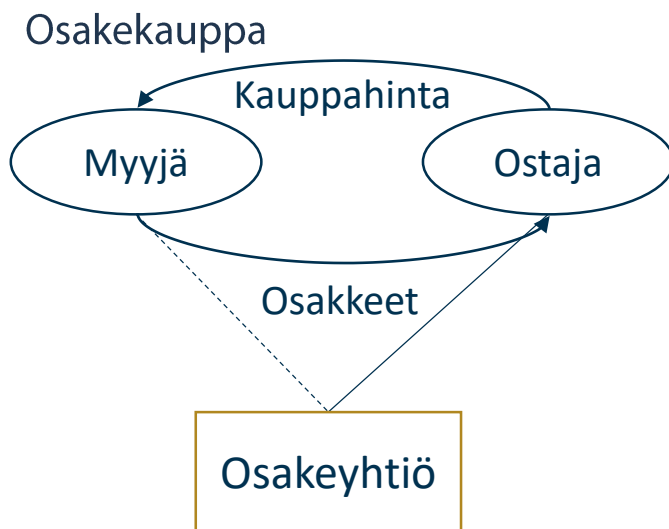 Osakekauppa
Kauppahinta
Myyjä
Ostaja
Osakkeet
Osakeyhtiö